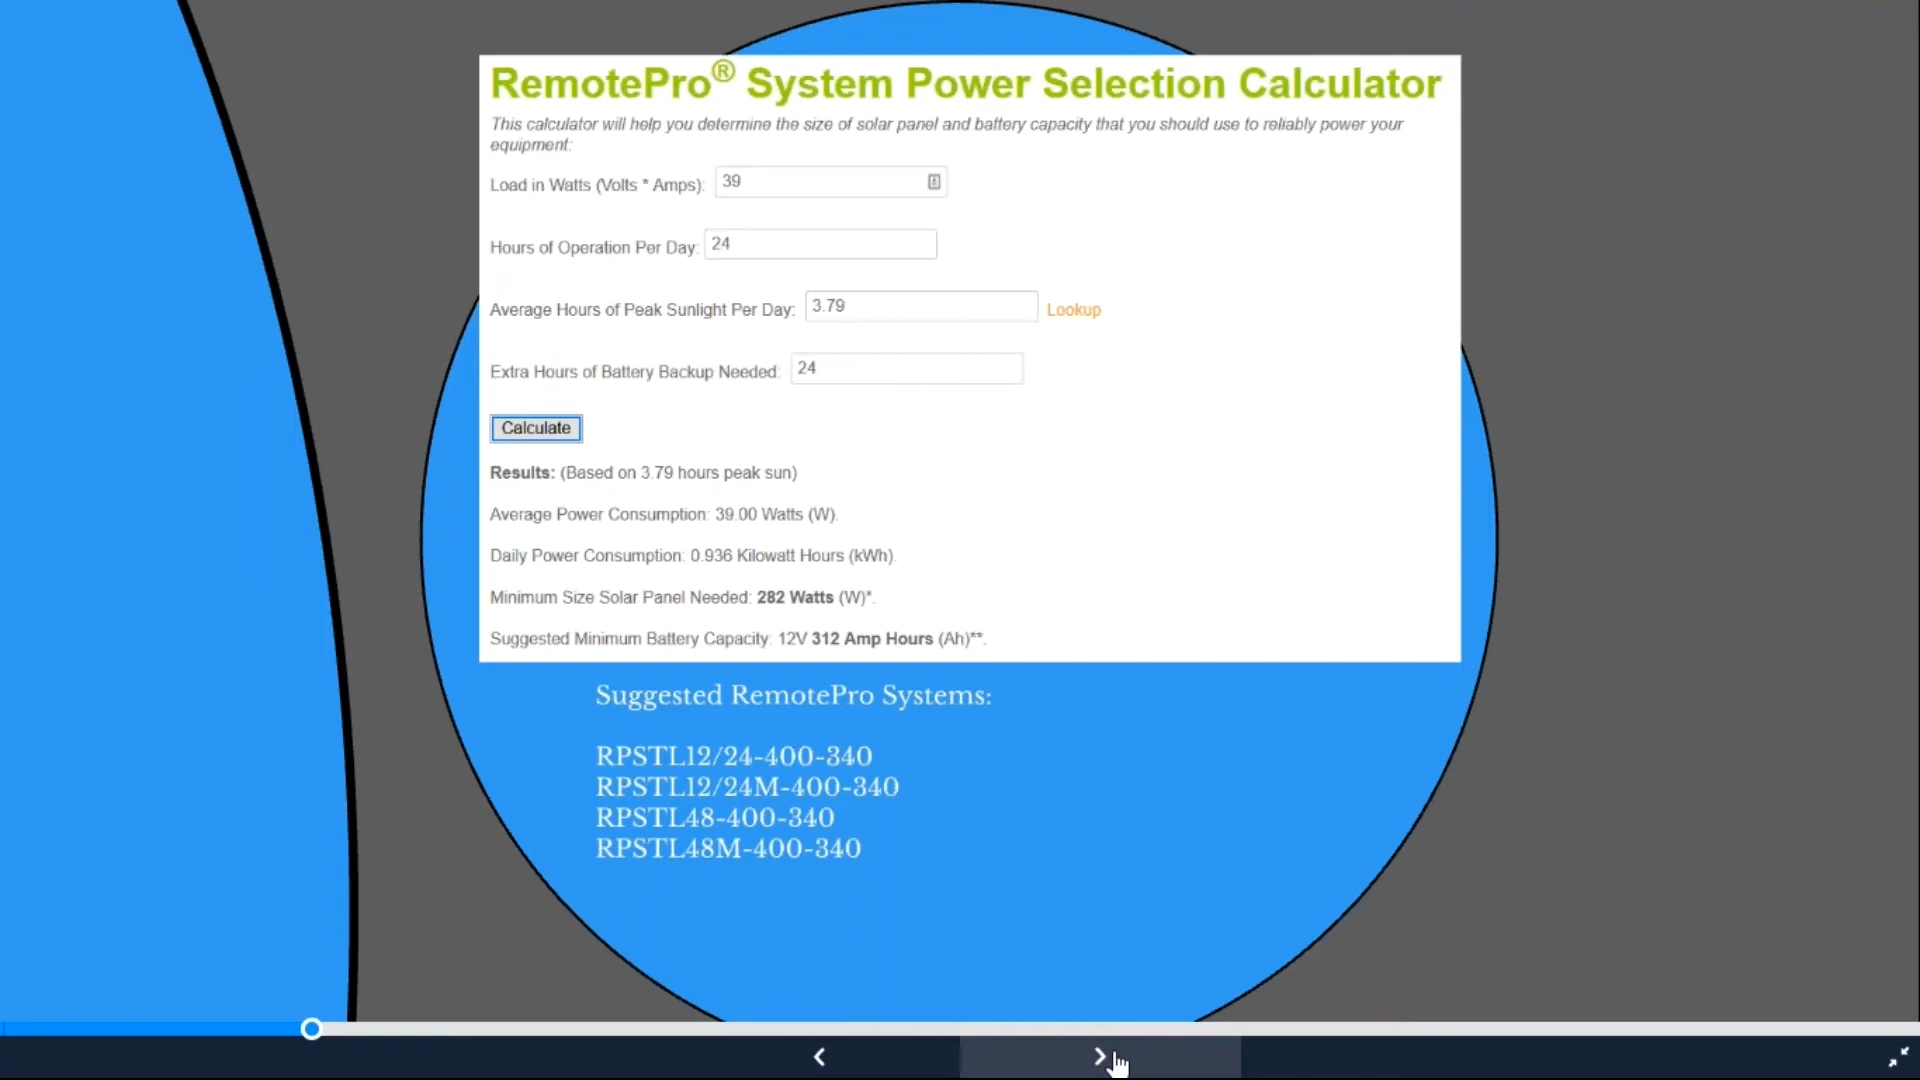 RemotePro® System Power Selection Calculator
This calculator will help you determine the size of solar panel and battery capacity that you should use to reliably power your
equipment:
Load in Watts (Volts * Amps): 39
Hours of Operation Per Day: 24
Average Hours of Peak Sunlight Per Day: 3.79 Lookup
Extra Hours of Battery Backup Needed: 24
Calculate
Results: (Based on 3.79 hours peak sun)
Average Power Consumption: 39.00 Watts (W).
Daily Power Consumption: 0.936 Kilowatt Hours (kWh).
Minimum Size Solar Panel Needed: 282 Watts (W)*.
Suggested Minimum Battery Capacity: 12V 312 Amp Hours (Ah)**.
Suggested RemotePro Systems:
RPSTL12/24-400-340
RPSTL12/24M-400-340
RPSTL48-400-340
RPSTL48M-400-340